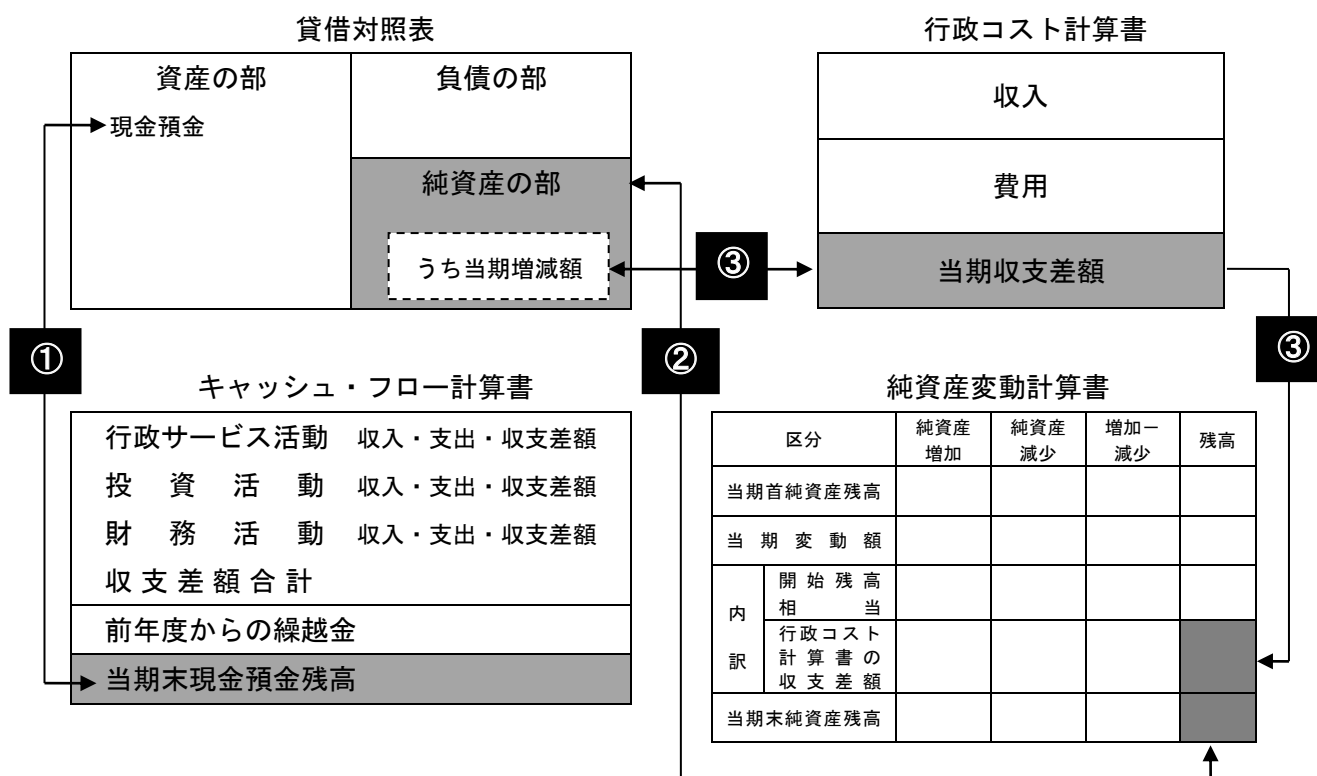 貸借対照表
資産の部
現金預金
負債の部
純資産の部
うち当期増減額
行政コスト計算書
収入
費用
当期収支差額
①
②
③
③
キャッシュ・フロー計算書
行政サービス活動 収入・支出・収支差額
投資活動 収入・支出・収支差額
財務活動 収入・支出・収支差額
収支差額合計
前年度からの繰越金
当期末現金預金残高
純資産変動計算書
区分
純資産
増加
純資産
減少
増加－
減少
残高
当期首純資産残高
当期変動額
内
訳
開始残高
相当
行政コスト
計算書の
収支差額
当期末純資産残高